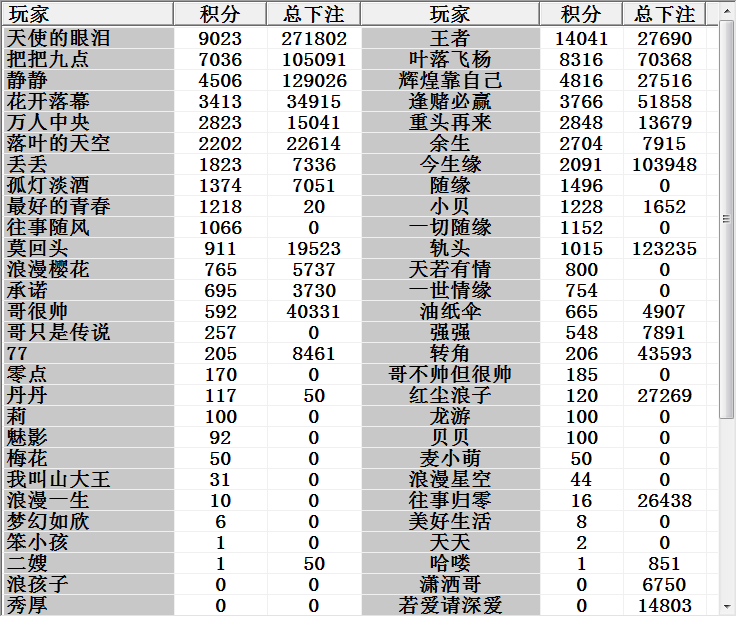 玩家 积分 总下注 玩家 积分 总下注
天使的眼泪 9023 271802 王者 14041 27690
把把九点 7036 105091 叶落飞杨 8316 70368
静静 4506 129026 辉煌靠自己 4816 27516
花开落幕 3413 34915 逢赌必赢 3766 51858
万人中央 2823 15041 重头再来 2848 13679
落叶的天空 2202 22614 余生 2704 7915
丢丢 1823 7336 今生缘 2091 103948
孤灯淡酒 1374 7051 随缘 1496 0
最好的青春 1218 20 小贝 1228 1652
往事随风 1066 0 一切随缘 1152 0
莫回头 911 19523 轨头 1015 123235
浪漫樱花 765 5737 天若有情 800 0
承诺 695 3730 一世情缘 754 0
哥很帅 592 40331 油纸伞 665 4907
哥只是传说 257 0 强强 548 7891
77 205 8461 转角 206 43593
零点 170 0 哥不帅但很帅 185 0
丹丹 117 50 红尘浪子 120 27269
莉 100 0 龙游 100 0
魅影 92 0 贝贝 100 0
梅花 50 0 麦小萌 50 0
我叫山大王 31 0 浪漫星空 44 0
浪漫一生 10 0 往事归零 16 26438
梦幻如欣 6 0 美好生活 8 0
笨小孩 1 0 天天 2 0
二嫂 1 50 哈喽 1 851
浪孩子 0 0 潇洒哥 0 6750
秀厚 0 0 若爱请深爱 0 14803